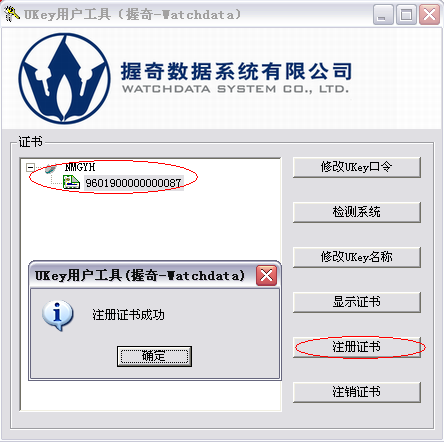 UKey用户工具(握奇-Watchdata)
握奇数据系统有限公司
WATCHDATA SYSTEM CO., LTD.
证书
NMGYH
9601900000000087
修改UKey口令
检测系统
修改UKey名称
显示证书
注册证书
注销证书
UKey用户工具(握奇-Watchdata)
注册证书成功
确定